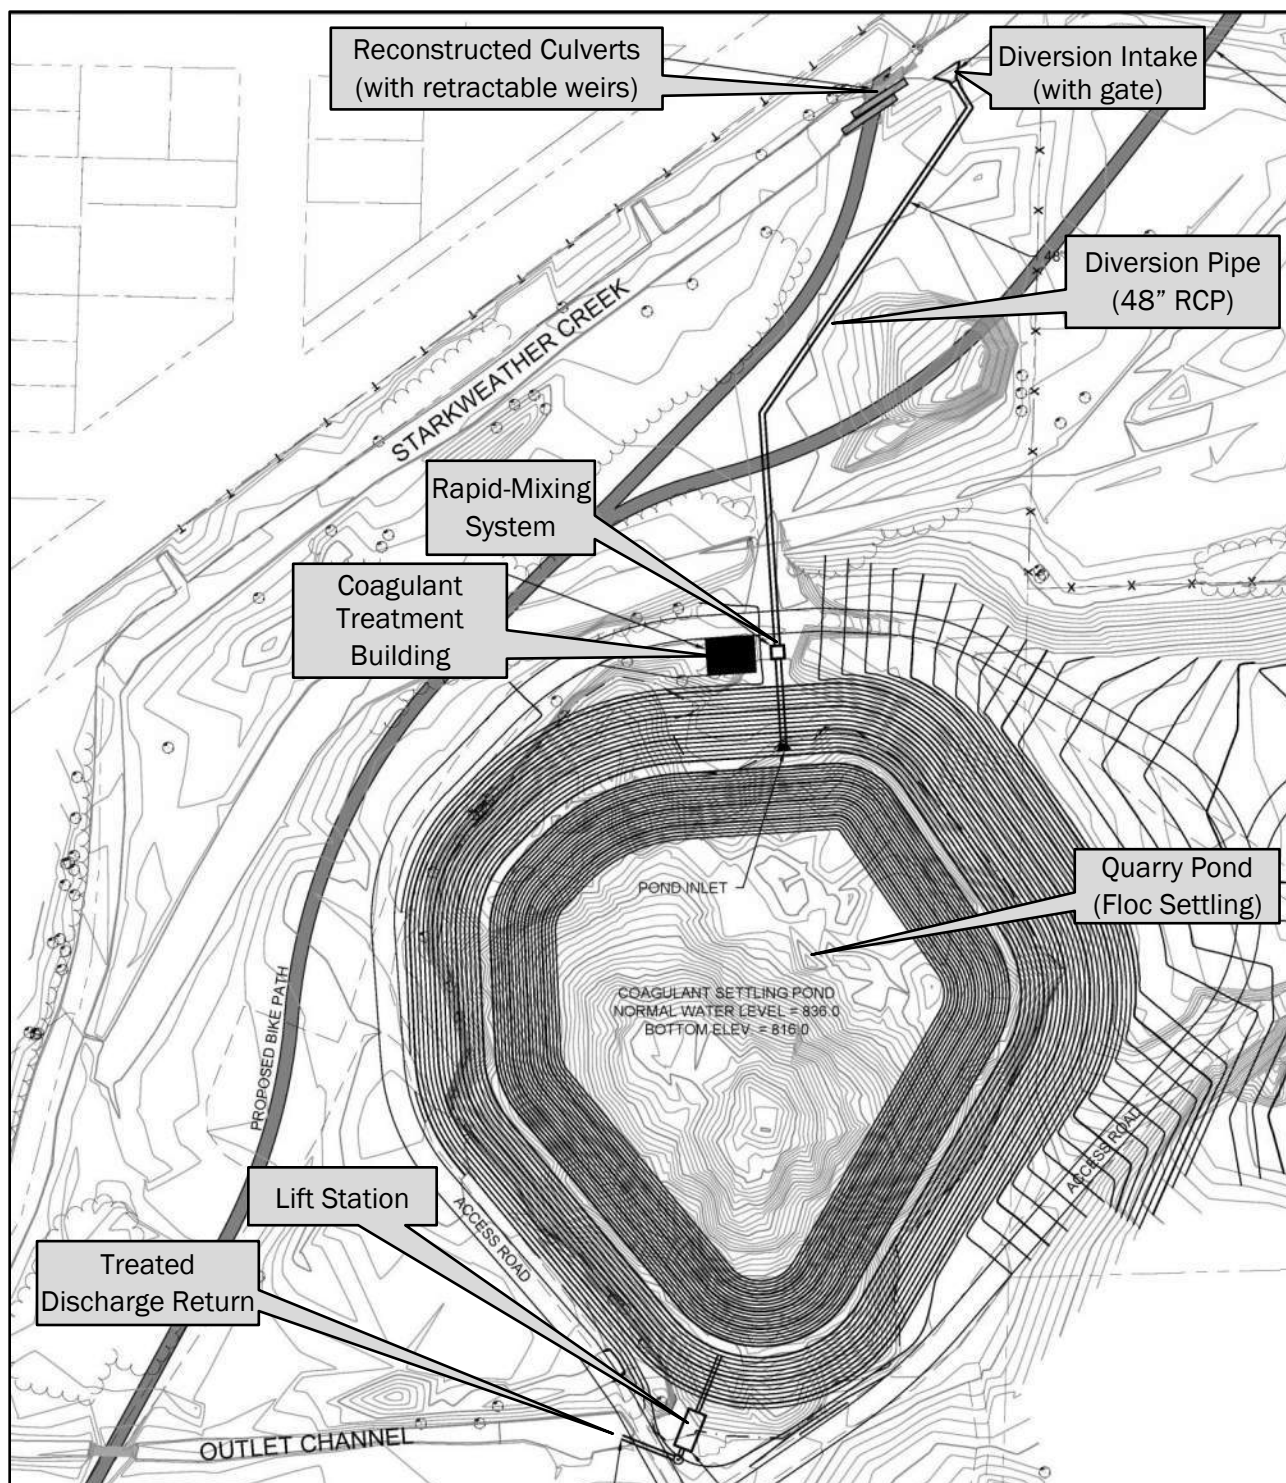 Reconstructed Culverts
(with retractable weirs)
Diversion Intake
(with gate)
48"
Diversion Pipe
(48” RCP)
STARKWEATHER CREEK
Rapid-Mixing
System
Coagulant
Treatment
Building
POND INLET
Quarry Pond
(Floc Settling)
COAGULANT SETTLING POND
NORMAL WATER LEVEL = 836.0
BOTTOM ELEV. = 816.0
PROPOSED BIKE PATH
ACCESS ROAD
Lift Station
ACCESS ROAD
Treated
Discharge Return
OUTLET CHANNEL